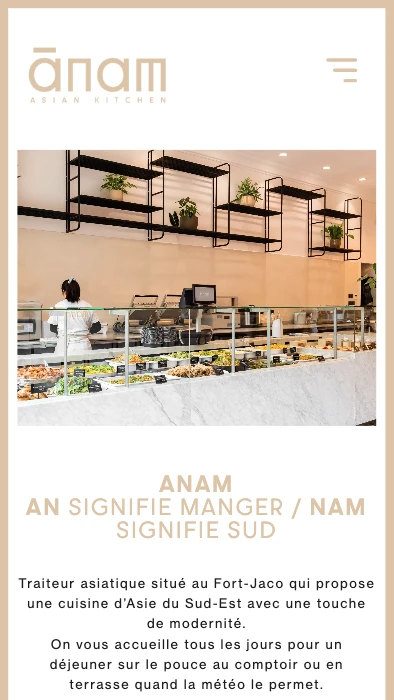 ānam
ASIAN KITCHEN
ANAM
AN SIGNIFIE MANGER / NAM
SIGNIFIE SUD
Traiteur asiatique situé au Fort-Jaco qui propose
une cuisine d'Asie du Sud-Est avec une touche
de modernité.
On vous accueille tous les jours pour un
déjeuner sur le pouce au comptoir ou en
terrasse quand la météo le permet.